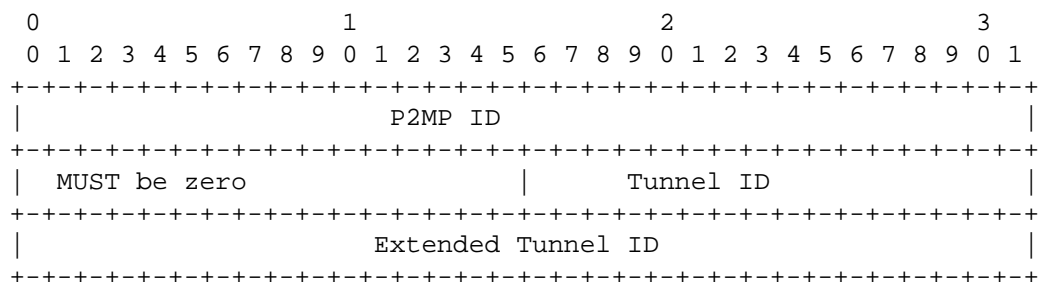 0                   1                   2                   3
 0 1 2 3 4 5 6 7 8 9 0 1 2 3 4 5 6 7 8 9 0 1 2 3 4 5 6 7 8 9 0 1
+-+-+-+-+-+-+-+-+-+-+-+-+-+-+-+-+-+-+-+-+-+-+-+-+-+-+-+-+-+-+-+-+
|                       P2MP ID                                 |
+-+-+-+-+-+-+-+-+-+-+-+-+-+-+-+-+-+-+-+-+-+-+-+-+-+-+-+-+-+-+-+-+
|  MUST be zero                 |      Tunnel ID                |
+-+-+-+-+-+-+-+-+-+-+-+-+-+-+-+-+-+-+-+-+-+-+-+-+-+-+-+-+-+-+-+-+
|                      Extended Tunnel ID                       |
+-+-+-+-+-+-+-+-+-+-+-+-+-+-+-+-+-+-+-+-+-+-+-+-+-+-+-+-+-+-+-+-+